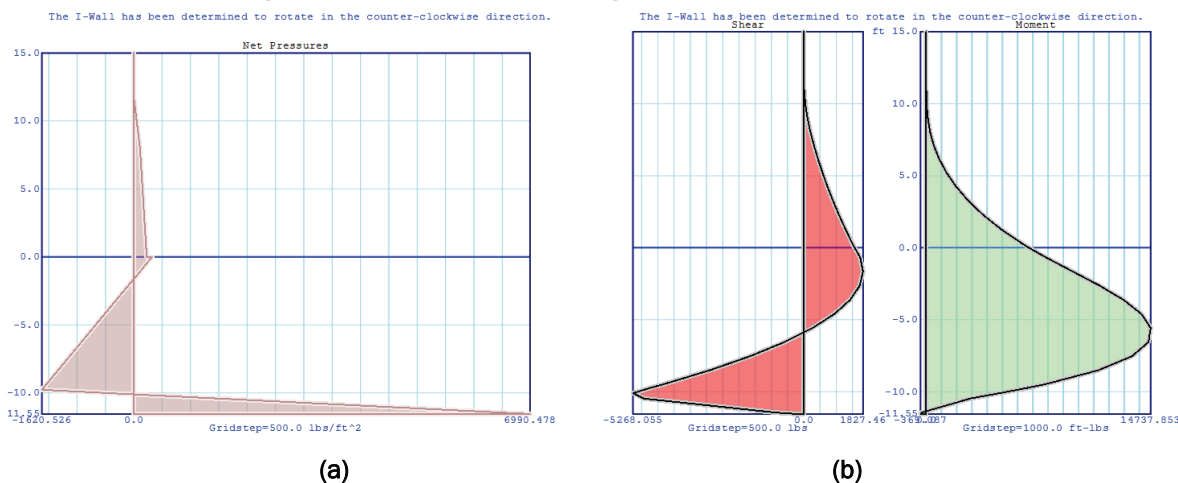 The I-Wall has been determined to rotate in the counter-clockwise direction.
Net Pressures
15.0
10.0
5.0
0.0
-5.0
-10.0
11.55
-1620.526 0.0 6990.478
Gridstep=500.0 lbs/ft^2
(a)
The I-Wall has been determined to rotate in the counter-clockwise direction.
Shear ft Moment
15.0
10.0
5.0
0.0
-5.0
-10.0
-11.55
-5268.055 0.0 1827.46 14737.853
Gridstep=500.0 lbs Gridstep=1000.0 ft-lbs
(b)